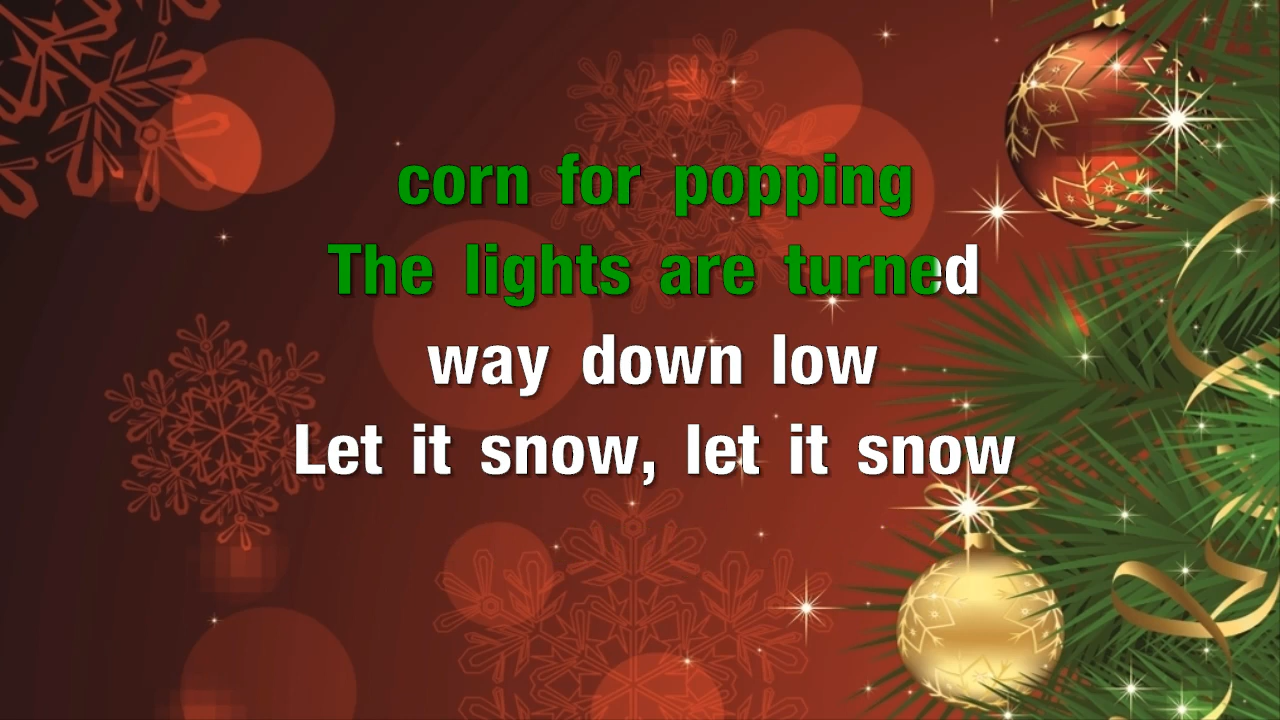 corn for popping
The lights are turned
way down low
Let it snow, let it snow